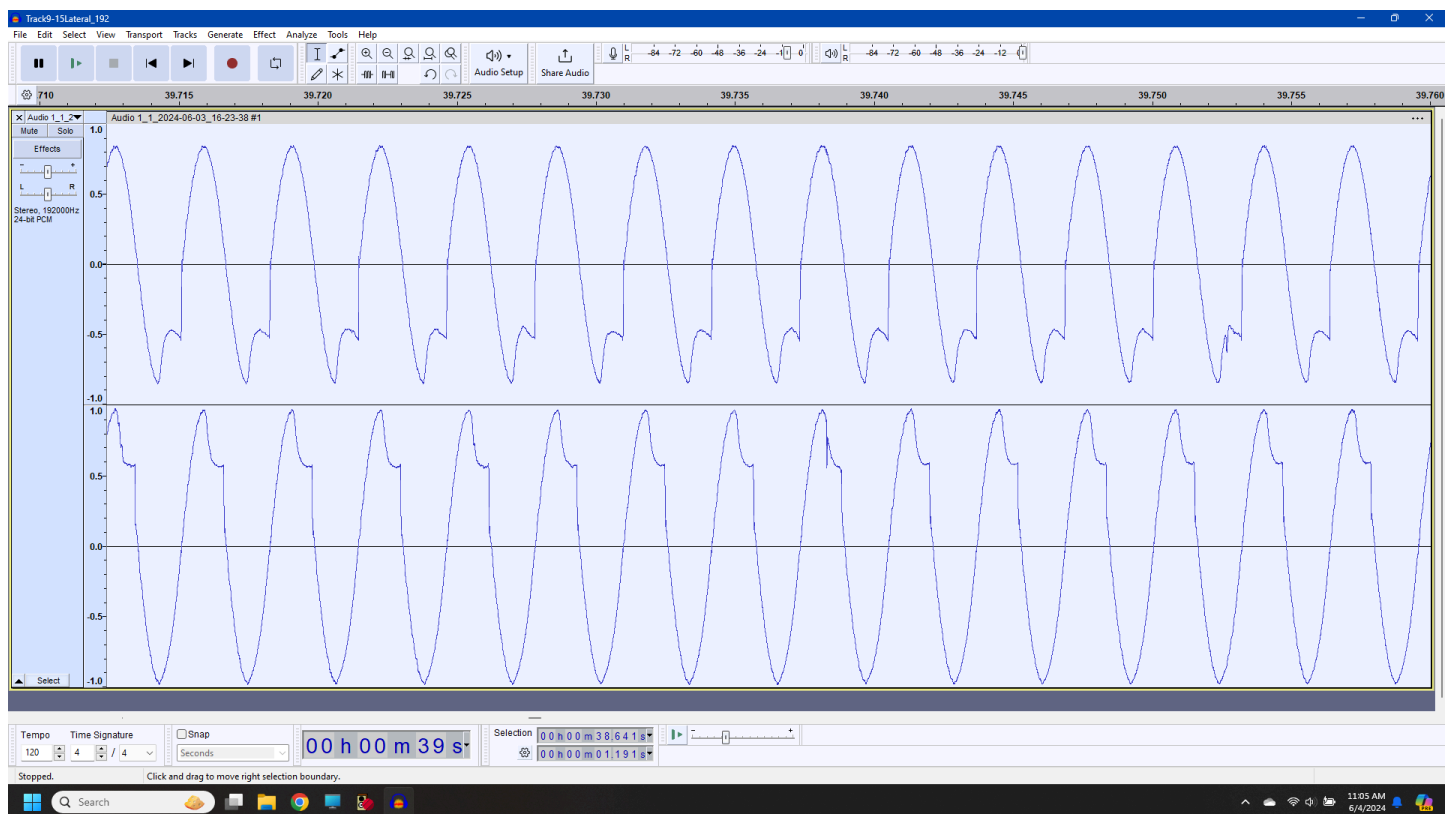 Track9-15Lateral_192
File Edit Select View Transport Tracks Generate Effect Analyze Tools Help
Audio Setup
Share Audio
L
R
-84 -72 -60 -48 -36 -24 -12 0
L
R
-84 -72 -60 -48 -36 -24 -12 0
710 39.715 39.720 39.725 39.730 39.735 39.740 39.745 39.750 39.755 39.760
Audio 1_1_2
Audio 1_1_2024-06-03_16-23-38 #1
Mute Solo
Effects
- +
L R
Stereo, 192000Hz
24-bit PCM
1.0
0.5
0.0
-0.5
-1.0
1.0
0.5
0.0
-0.5
-1.0
Select
Tempo
120
Time Signature
4 / 4
Snap
Seconds
00 h 00 m 39 s
Selection
00 h 00 m 38.641 s
00 h 00 m 01.191 s
- +
Stopped.
Click and drag to move right selection boundary.
Search
11:05 AM
6/4/2024
PRE